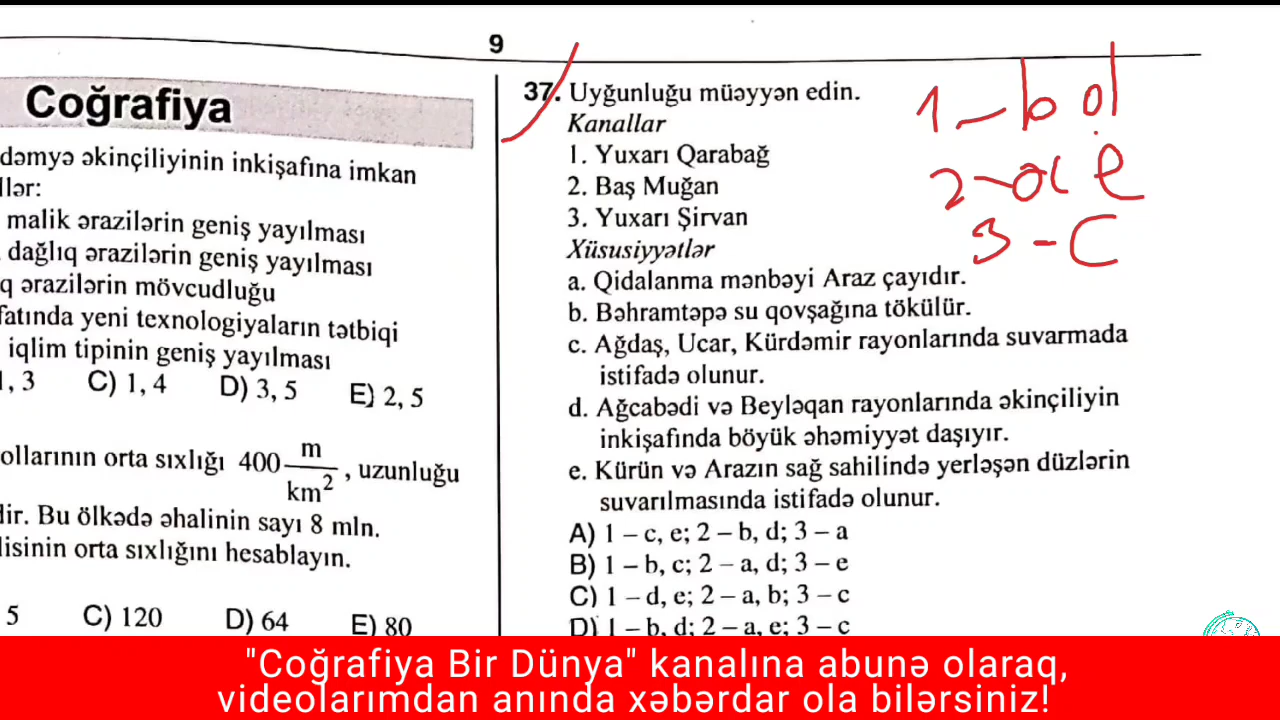 9
Coğrafiya
dəmyə əkinçiliyinin inkişafına imkan
llər:
malik ərazilərin geniş yayılması
dağlıq ərazilərin geniş yayılması
q ərazilərin mövcudluğu
fatında yeni texnologiyaların tətbiqi
iqlim tipinin geniş yayılması
1, 3 C) 1, 4 D) 3, 5 E) 2, 5
ollarının orta sıxlığı 400 m/km², uzunluğu
dir. Bu ölkədə əhalinin sayı 8 mln.
lisinin orta sıxlığını hesablayın.
5 C) 120 D) 64 E) 80
37. Uyğunluğu müəyyən edin.
Kanallar
1. Yuxarı Qarabağ
2. Baş Muğan
3. Yuxarı Şirvan
Xüsusiyyətlər
a. Qidalanma mənbəyi Araz çayıdır.
b. Bəhramtəpə su qovşağına tökülür.
c. Ağdaş, Ucar, Kürdəmir rayonlarında suvarmada
istifadə olunur.
d. Ağcabədi və Beyləqan rayonlarında əkinçiliyin
inkişafında böyük əhəmiyyət daşıyır.
e. Kürün və Arazın sağ sahilində yerləşən düzlərin
suvarılmasında istifadə olunur.
A) 1 – c, e; 2 – b, d; 3 – a
B) 1 – b, c; 2 – a, d; 3 – e
C) 1 – d, e; 2 – a, b; 3 – c
D) 1 – b, d; 2 – a, e; 3 – c
1 – b d
2 – a e
3 – C
"Coğrafiya Bir Dünya" kanalına abunə olaraq,
videolarımdan anında xəbərdar ola bilərsiniz!